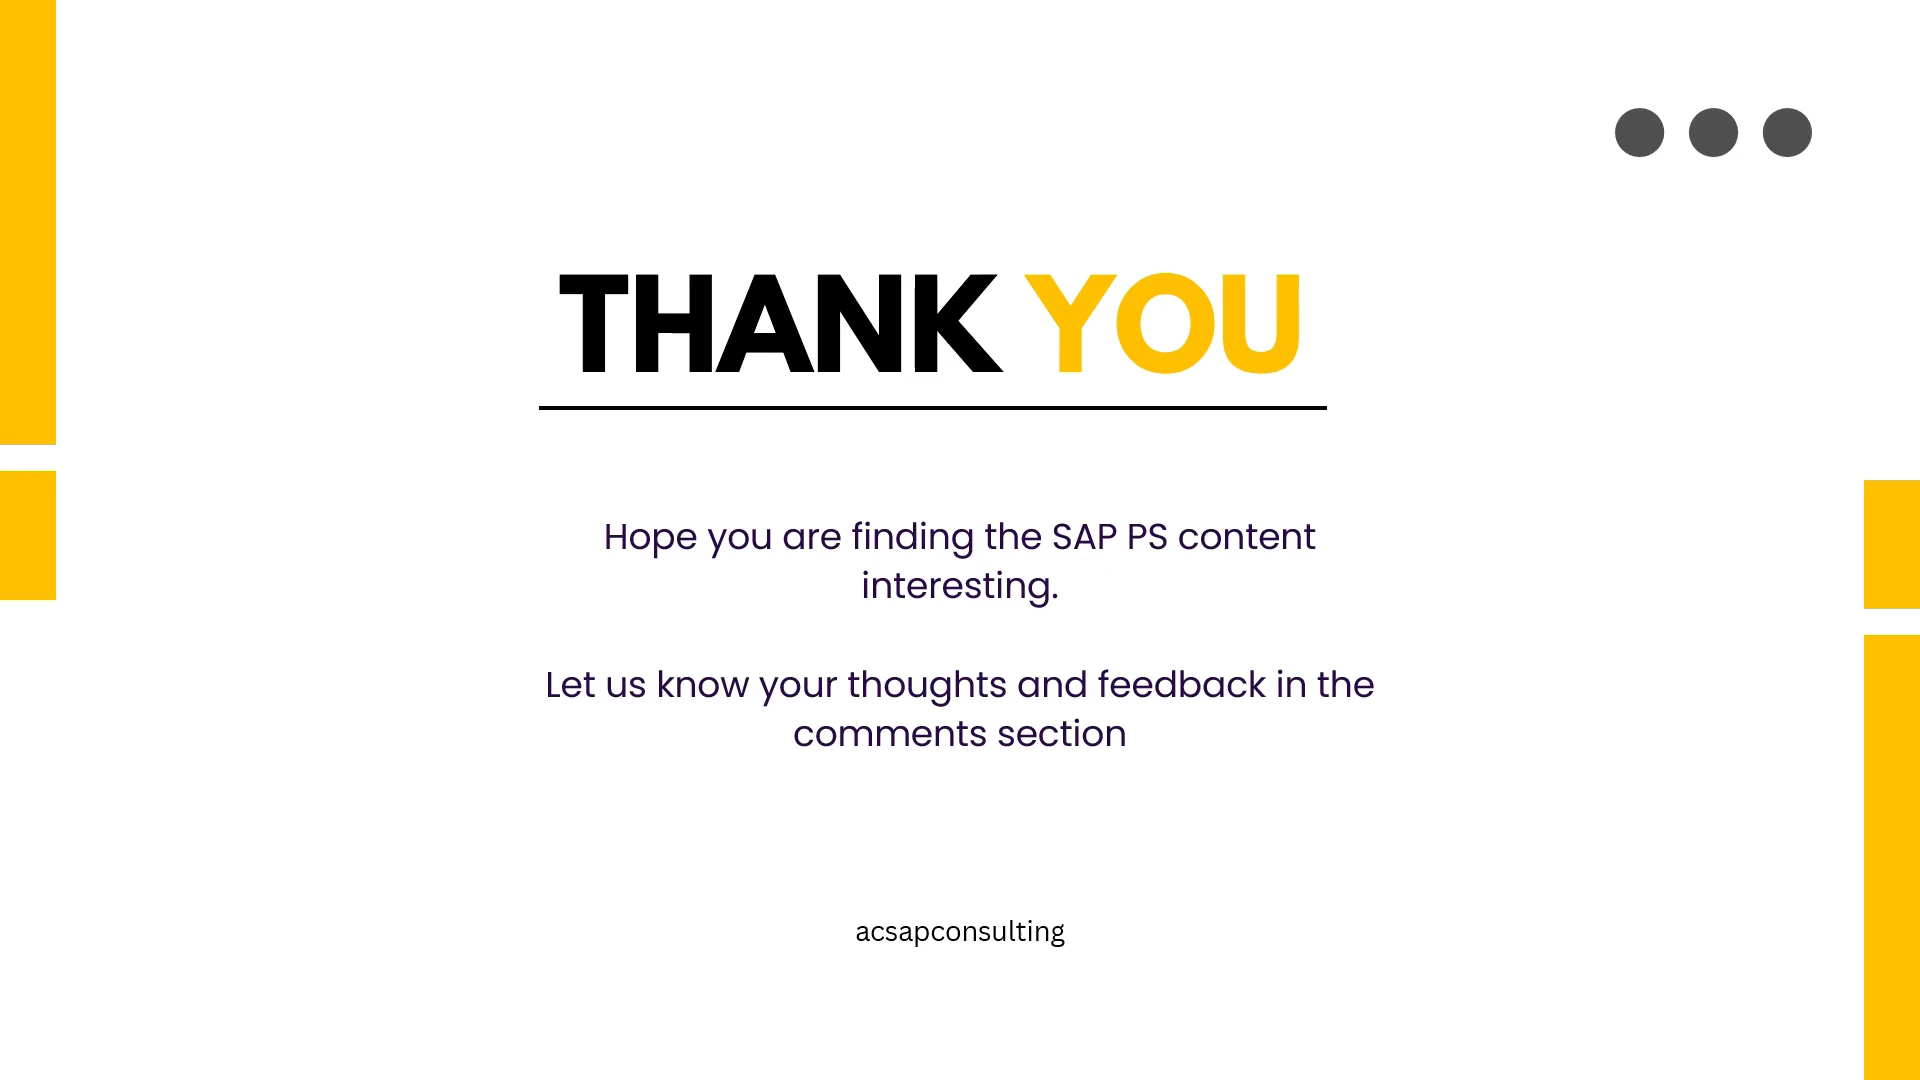 THANK YOU
Hope you are finding the SAP PS content
interesting.
Let us know your thoughts and feedback in the
comments section
acsapconsulting